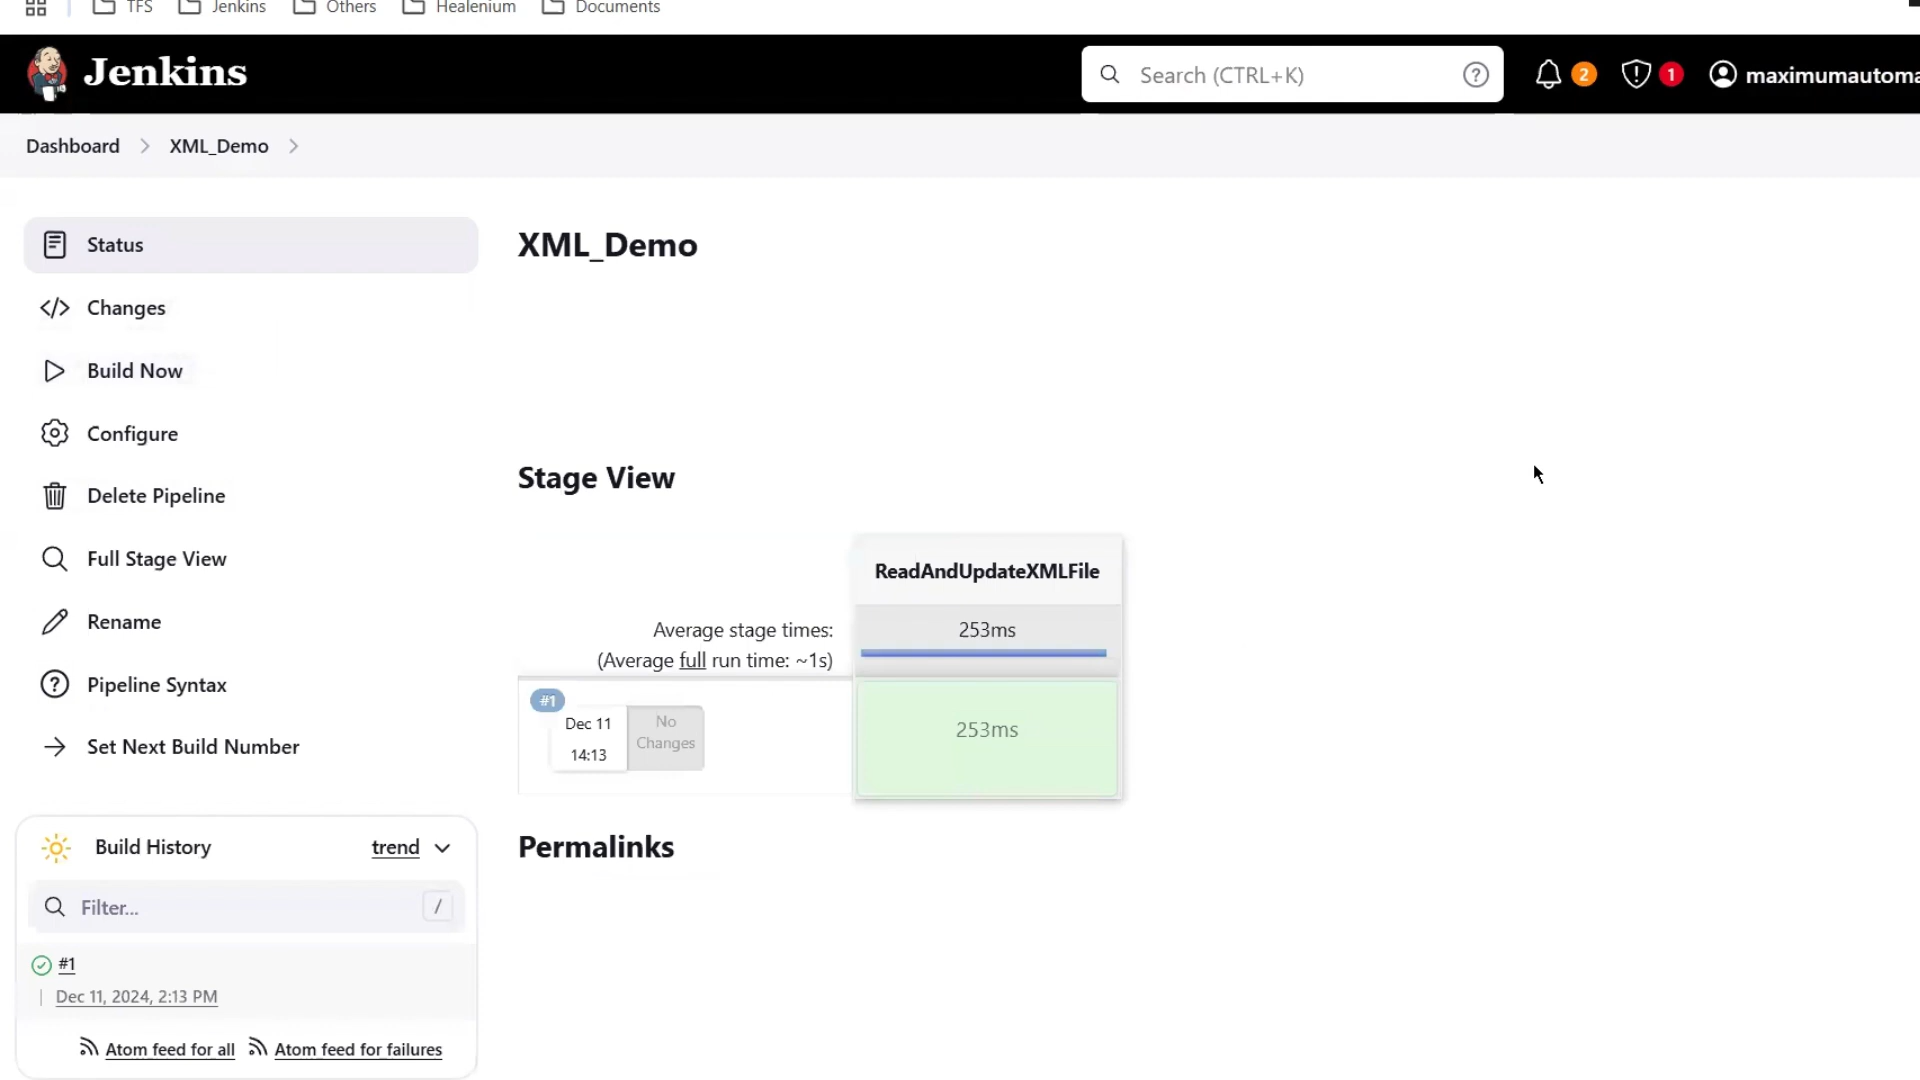 TFS Jenkins Others Healenium Documents
Jenkins
Search (CTRL+K)
2
1
maximumautoma
Dashboard XML_Demo
Status
Changes
Build Now
Configure
Delete Pipeline
Full Stage View
Rename
Pipeline Syntax
Set Next Build Number
Build History trend
Filter...
/
#1
Dec 11, 2024, 2:13 PM
Atom feed for all Atom feed for failures
XML_Demo
Stage View
ReadAndUpdateXMLFile
Average stage times: 253ms
(Average full run time: ~1s)
#1
Dec 11
14:13
No
Changes
253ms
Permalinks